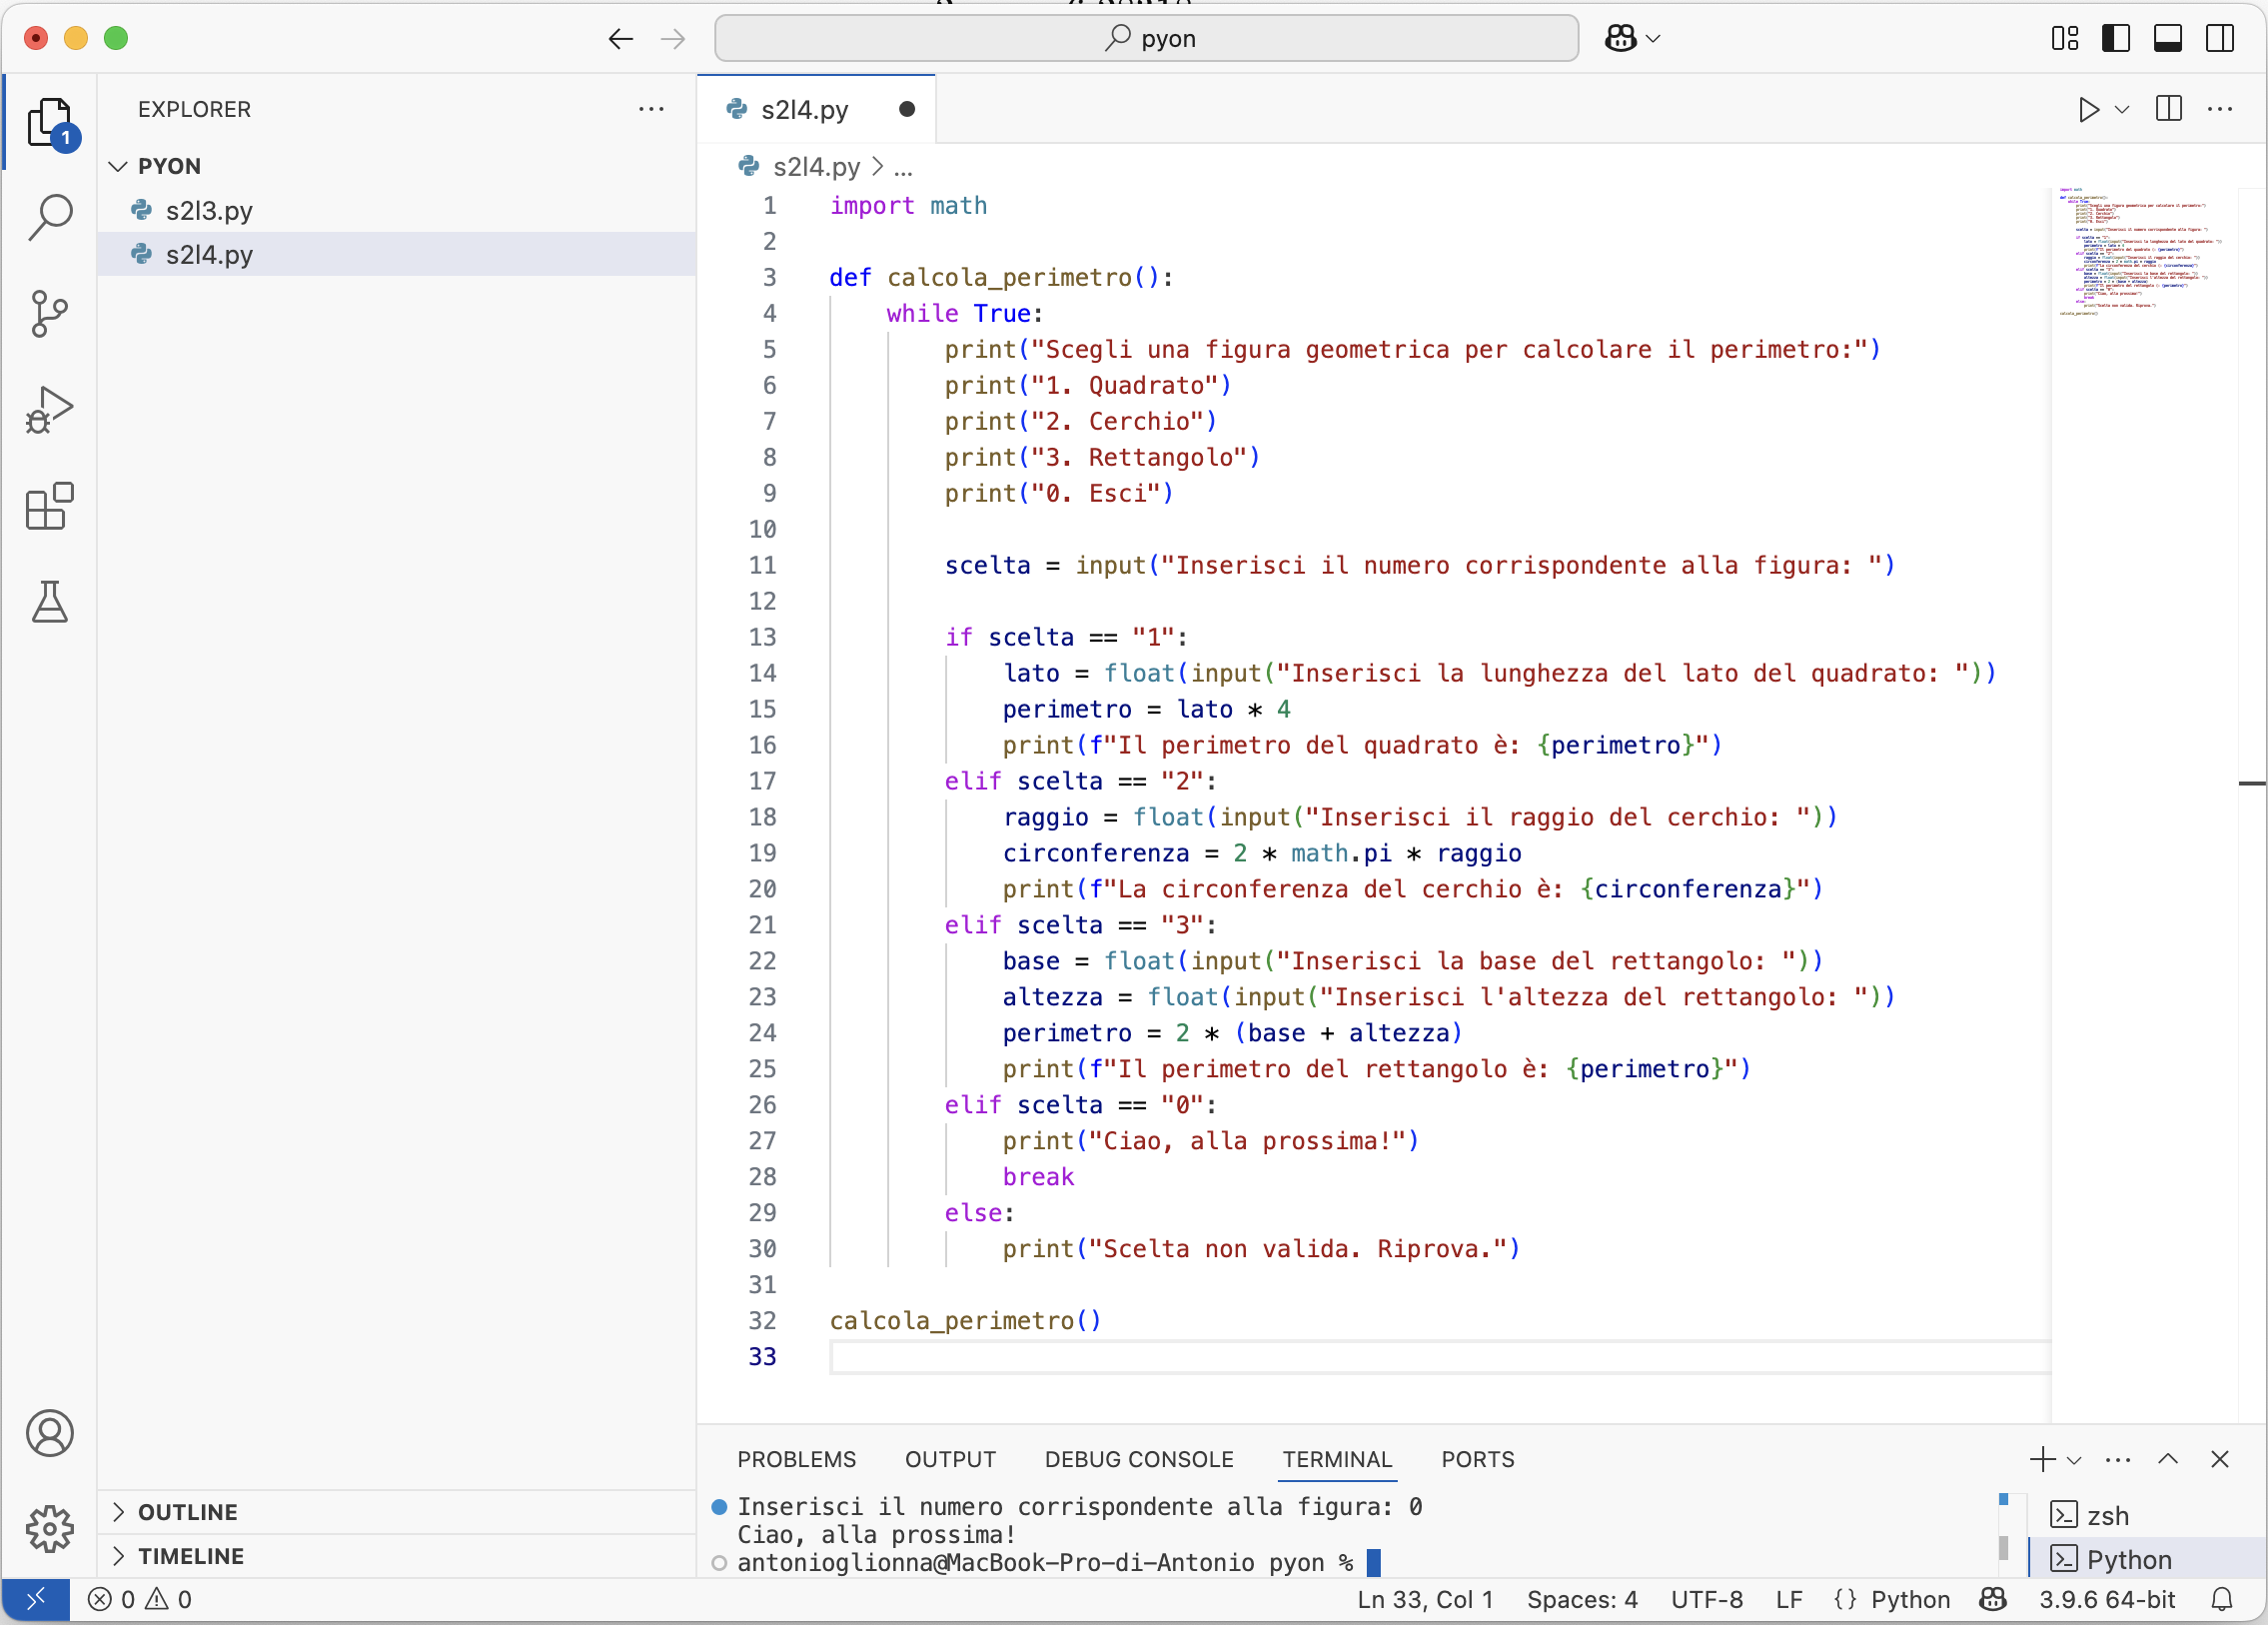 pyon
EXPLORER
1
PYON
s2l3.py
s2l4.py
s2l4.py
s2l4.py > ...
1 import math
2
3 def calcola_perimetro():
4     while True:
5         print("Scegli una figura geometrica per calcolare il perimetro:")
6         print("1. Quadrato")
7         print("2. Cerchio")
8         print("3. Rettangolo")
9         print("0. Esci")
10
11         scelta = input("Inserisci il numero corrispondente alla figura: ")
12
13         if scelta == "1":
14             lato = float(input("Inserisci la lunghezza del lato del quadrato: "))
15             perimetro = lato * 4
16             print(f"Il perimetro del quadrato è: {perimetro}")
17         elif scelta == "2":
18             raggio = float(input("Inserisci il raggio del cerchio: "))
19             circonferenza = 2 * math.pi * raggio
20             print(f"La circonferenza del cerchio è: {circonferenza}")
21         elif scelta == "3":
22             base = float(input("Inserisci la base del rettangolo: "))
23             altezza = float(input("Inserisci l'altezza del rettangolo: "))
24             perimetro = 2 * (base + altezza)
25             print(f"Il perimetro del rettangolo è: {perimetro}")
26         elif scelta == "0":
27             print("Ciao, alla prossima!")
28             break
29         else:
30             print("Scelta non valida. Riprova.")
31
32 calcola_perimetro()
33
OUTLINE
TIMELINE
PROBLEMS OUTPUT DEBUG CONSOLE TERMINAL PORTS
Inserisci il numero corrispondente alla figura: 0
Ciao, alla prossima!
antonioglionna@MacBook-Pro-di-Antonio pyon %
zsh
Python
0 0 Ln 33, Col 1 Spaces: 4 UTF-8 LF {} Python 3.9.6 64-bit